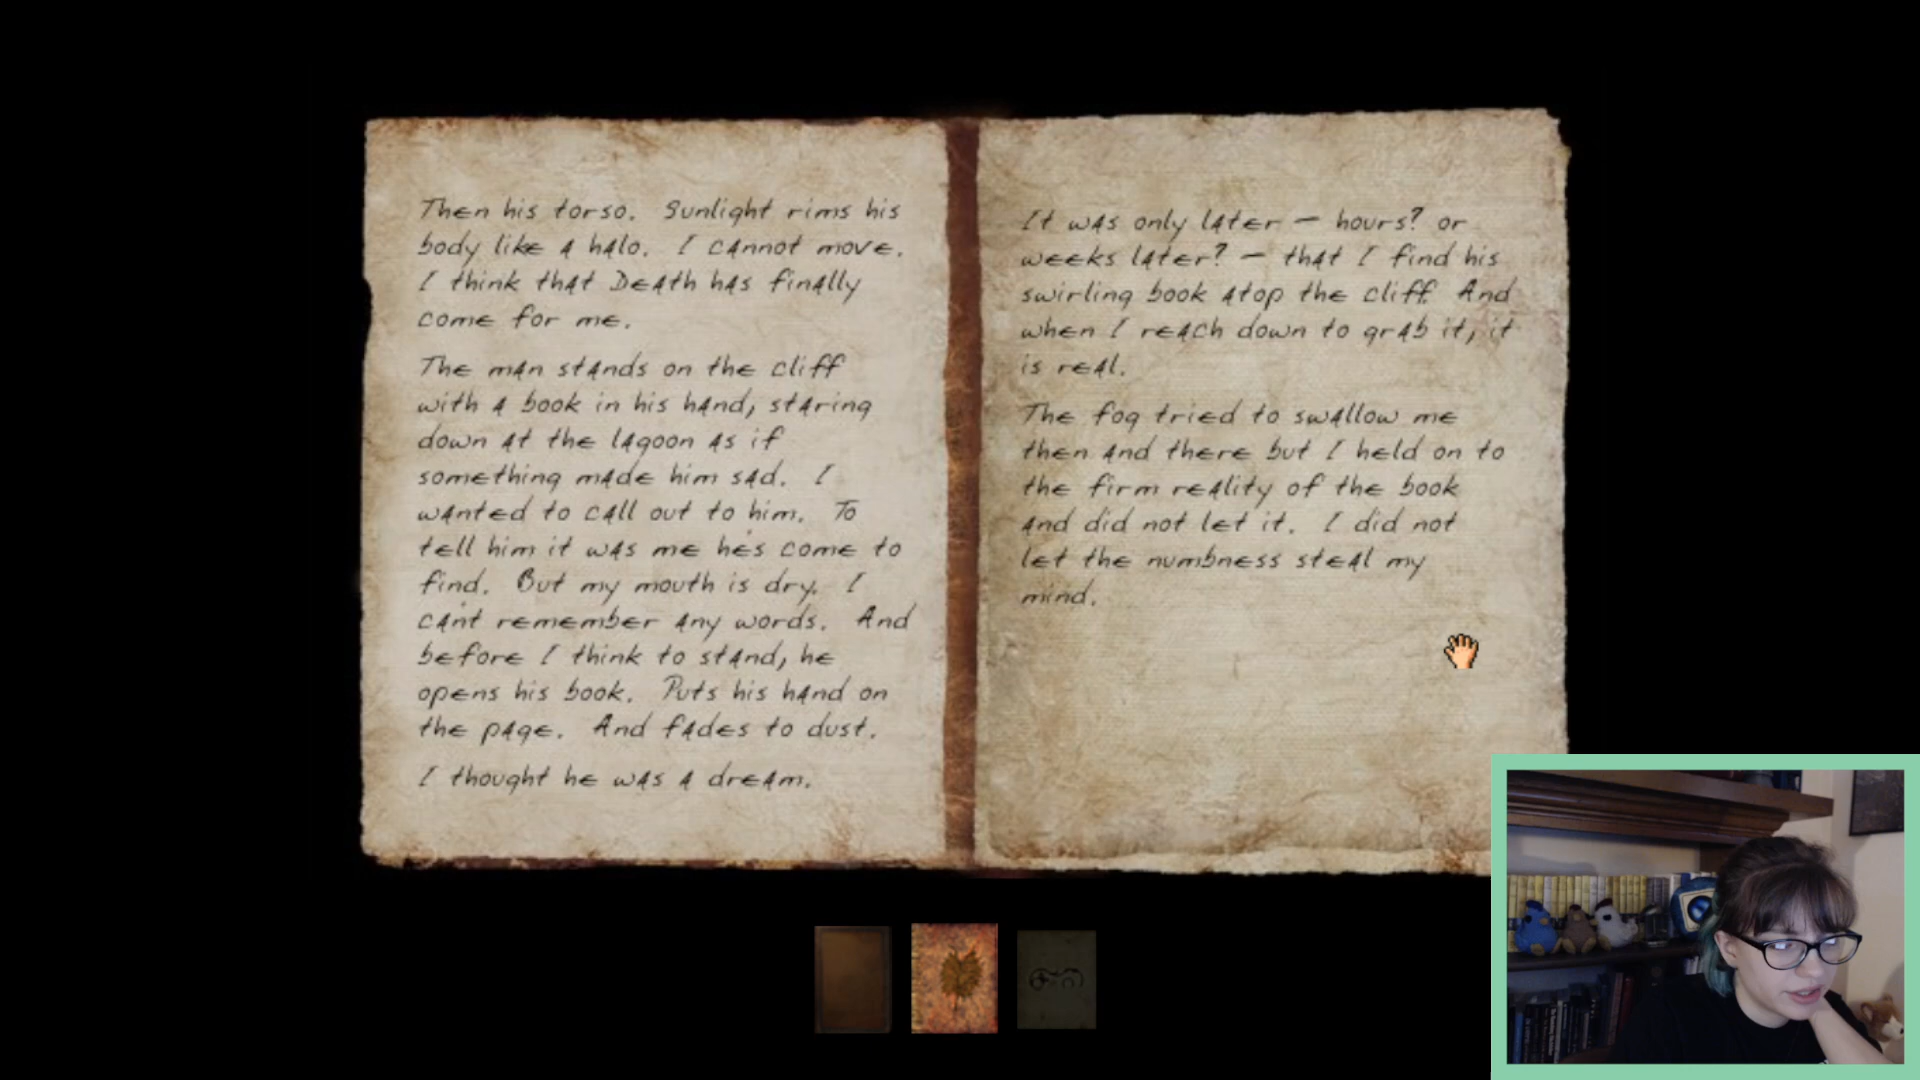 Then his torso. Sunlight rims his
body like a halo. I cannot move.
I think that Death has finally
come for me.
The man stands on the cliff
with a book in his hand, staring
down at the lagoon as if
something made him sad. I
wanted to call out to him. To
tell him it was me he's come to
find. But my mouth is dry. I
can't remember any words. And
before I think to stand, he
opens his book. Puts his hand on
the page. And fades to dust.
I thought he was a dream.
It was only later – hours? or
weeks later? – that I find his
swirling book atop the cliff. And
when I reach down to grab it, it
is real.
The fog tried to swallow me
then and there but I held on to
the firm reality of the book
and did not let it. I did not
let the numbness steal my
mind.